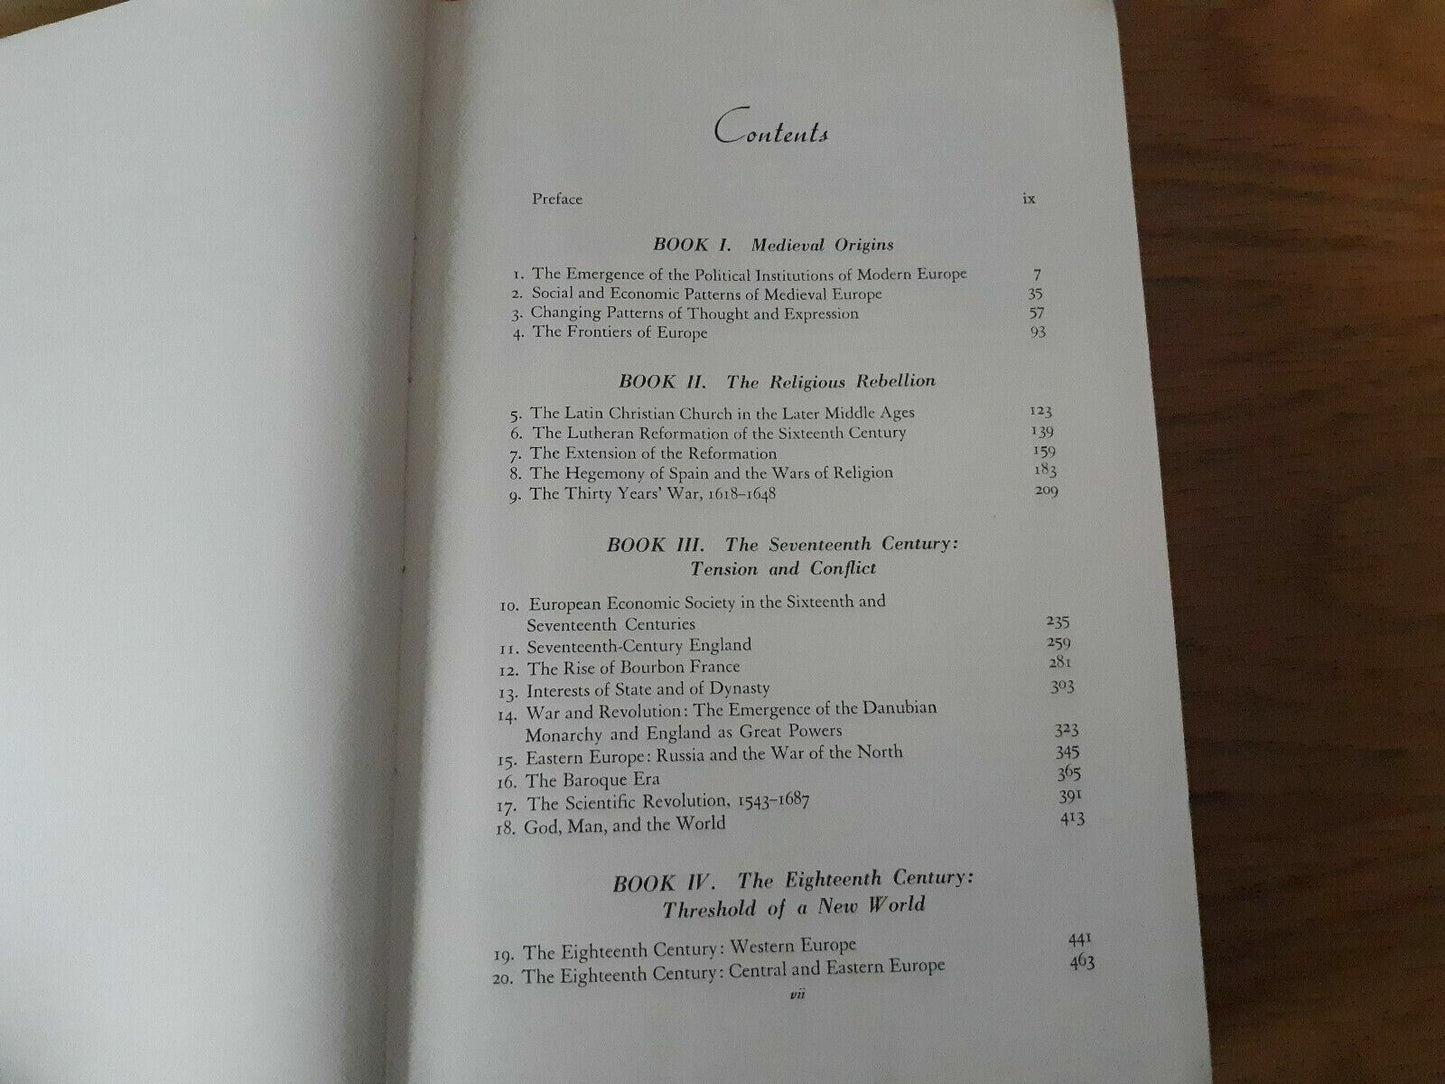 Contents
Preface ix
BOOK I. Medieval Origins
1. The Emergence of the Political Institutions of Modern Europe 7
2. Social and Economic Patterns of Medieval Europe 35
3. Changing Patterns of Thought and Expression 57
4. The Frontiers of Europe 93
BOOK II. The Religious Rebellion
5. The Latin Christian Church in the Later Middle Ages 123
6. The Lutheran Reformation of the Sixteenth Century 139
7. The Extension of the Reformation 159
8. The Hegemony of Spain and the Wars of Religion 183
9. The Thirty Years' War, 1618–1648 209
BOOK III. The Seventeenth Century:
Tension and Conflict
10. European Economic Society in the Sixteenth and
Seventeenth Centuries 235
11. Seventeenth-Century England 259
12. The Rise of Bourbon France 281
13. Interests of State and of Dynasty 303
14. War and Revolution: The Emergence of the Danubian
Monarchy and England as Great Powers 323
15. Eastern Europe: Russia and the War of the North 345
16. The Baroque Era 365
17. The Scientific Revolution, 1543–1687 391
18. God, Man, and the World 413
BOOK IV. The Eighteenth Century:
Threshold of a New World
19. The Eighteenth Century: Western Europe 441
20. The Eighteenth Century: Central and Eastern Europe 463
vii